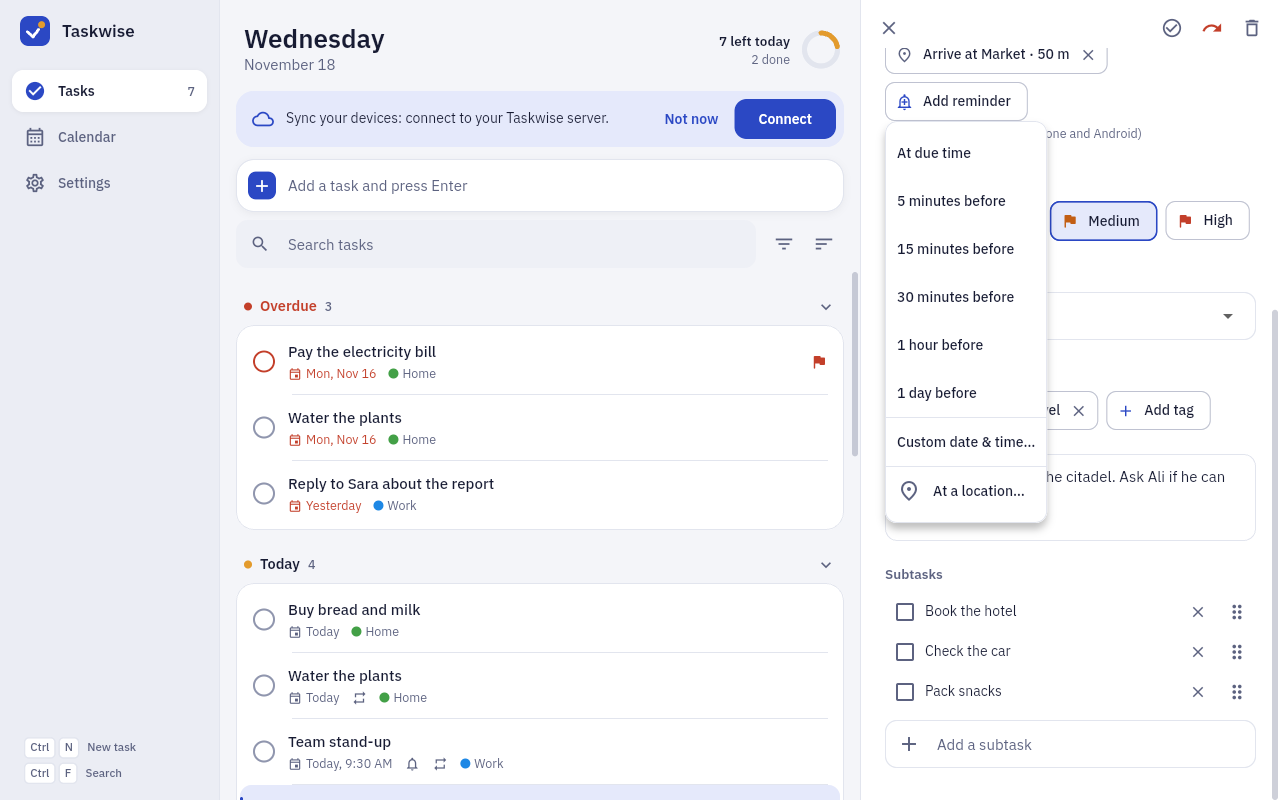 Taskwise
Tasks 7
Calendar
Settings
Ctrl N New task
Ctrl F Search
Wednesday
November 18
7 left today
2 done
Sync your devices: connect to your Taskwise server.
Not now
Connect
Add a task and press Enter
Search tasks
Overdue 3
Pay the electricity bill
Mon, Nov 16 Home
Water the plants
Mon, Nov 16 Home
Reply to Sara about the report
Yesterday Work
Today 4
Buy bread and milk
Today Home
Water the plants
Today Home
Team stand-up
Today, 9:30 AM Work
Arrive at Market · 50 m
Add reminder
one and Android)
At due time
5 minutes before
15 minutes before
30 minutes before
1 hour before
1 day before
Custom date & time...
At a location...
Medium
High
Add tag
he citadel. Ask Ali if he can
Subtasks
Book the hotel
Check the car
Pack snacks
Add a subtask